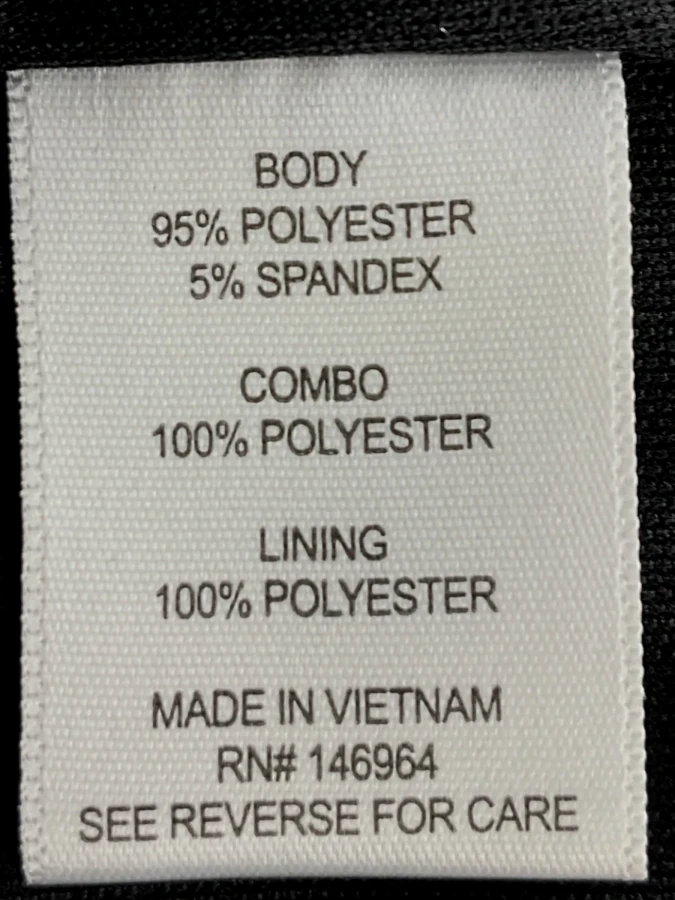 BODY
95% POLYESTER
5% SPANDEX
COMBO
100% POLYESTER
LINING
100% POLYESTER
MADE IN VIETNAM
RN# 146964
SEE REVERSE FOR CARE